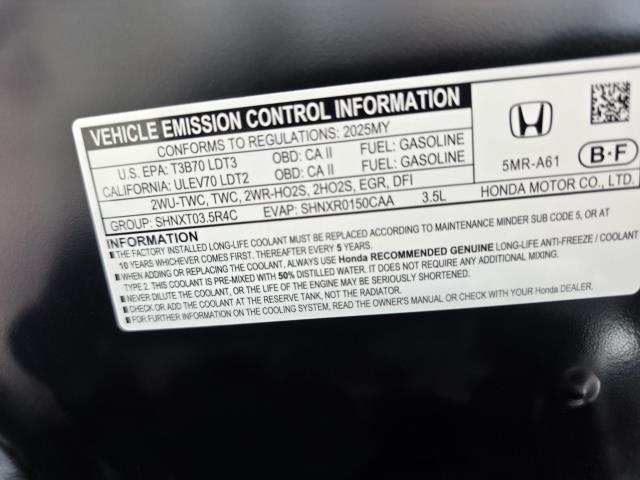 VEHICLE EMISSION CONTROL INFORMATION
CONFORMS TO REGULATIONS: 2025MY
U.S. EPA: T3B70 LDT3 OBD: CA II FUEL: GASOLINE
CALIFORNIA: ULEV70 LDT2 OBD: CA II FUEL: GASOLINE
2WU-TWC, TWC, 2WR-HO2S, 2HO2S, EGR, DFI
GROUP: SHNXT03.5R4C EVAP: SHNXR0150CAA 3.5L
5MR-A61
B·F
HONDA MOTOR CO., LTD.
INFORMATION
THE FACTORY INSTALLED LONG-LIFE COOLANT MUST BE REPLACED ACCORDING TO MAINTENANCE MINDER SUB CODE 5, OR AT
10 YEARS WHICHEVER COMES FIRST. THEREAFTER EVERY 5 YEARS.
WHEN ADDING OR REPLACING THE COOLANT, ALWAYS USE Honda RECOMMENDED GENUINE LONG-LIFE ANTI-FREEZE / COOLANT
TYPE 2. THIS COOLANT IS PRE-MIXED WITH 50% DISTILLED WATER. IT DOES NOT REQUIRE ANY ADDITIONAL MIXING.
NEVER DILUTE THE COOLANT, OR THE LIFE OF THE ENGINE MAY BE SERIOUSLY SHORTENED.
CHECK OR ADD COOLANT AT THE RESERVE TANK, NOT THE RADIATOR.
FOR FURTHER INFORMATION ON THE COOLING SYSTEM, READ THE OWNER'S MANUAL OR CHECK WITH YOUR Honda DEALER.